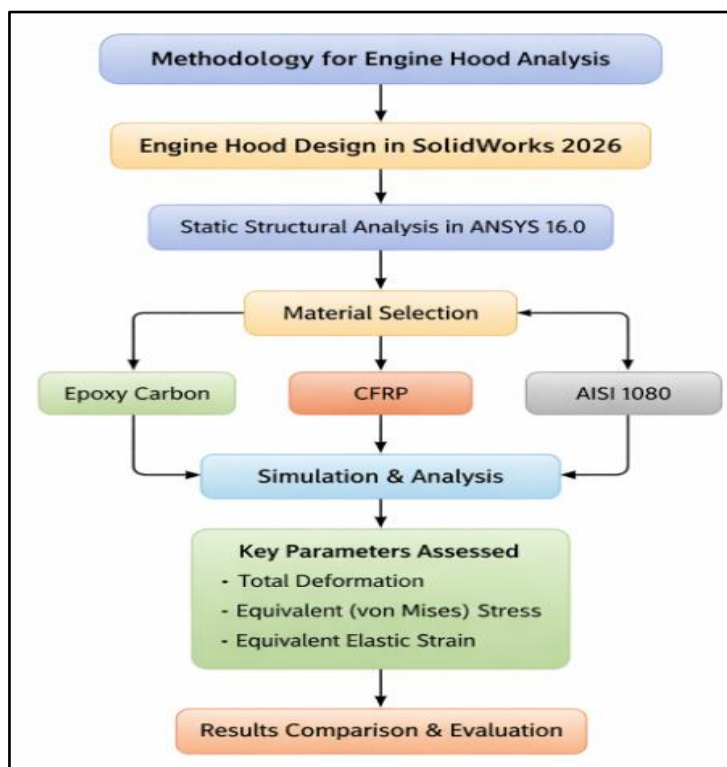 Methodology for Engine Hood Analysis
Engine Hood Design in SolidWorks 2026
Static Structural Analysis in ANSYS 16.0
Material Selection
Epoxy Carbon
CFRP
AISI 1080
Simulation & Analysis
Key Parameters Assessed
- Total Deformation
- Equivalent (von Mises) Stress
- Equivalent Elastic Strain
Results Comparison & Evaluation